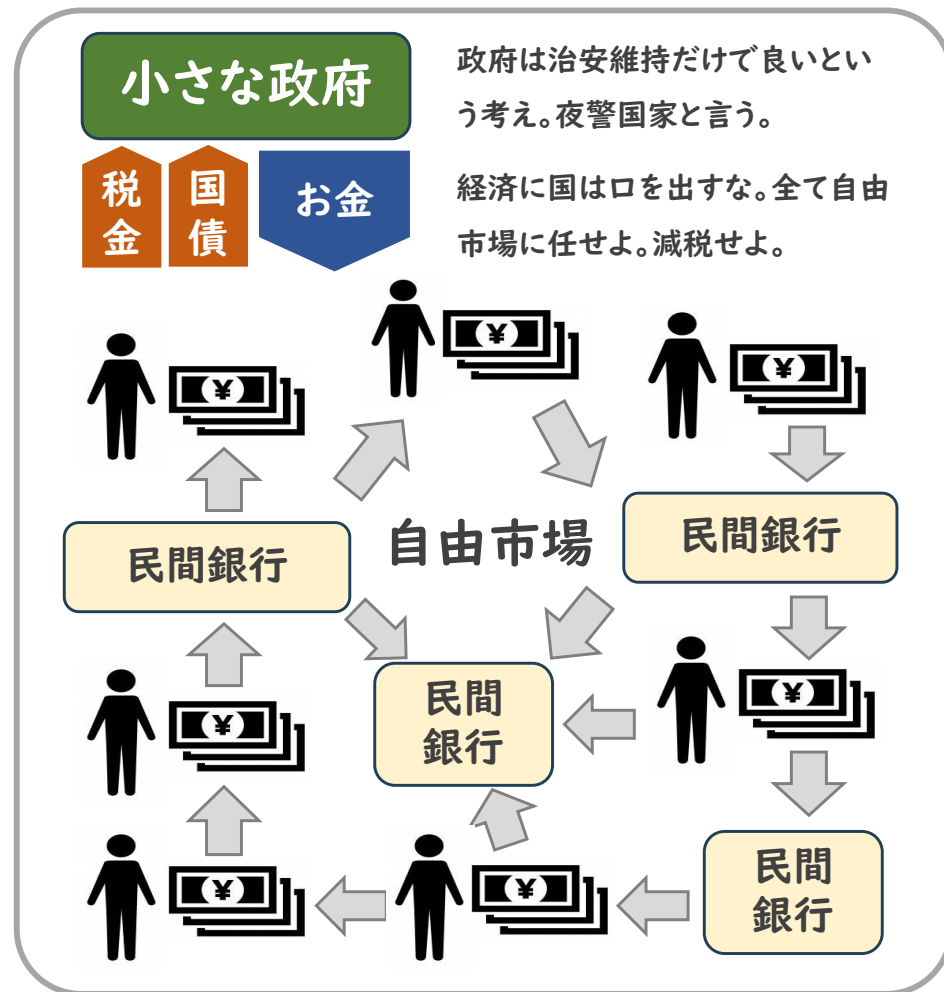 小さな政府
政府は治安維持だけで良いとい
う考え。夜警国家と言う。
経済に国は口を出すな。全て自由
市場に任せよ。減税せよ。
税
金
国
債
お金
¥
¥
¥
民間銀行
自由市場
民間銀行
民間
銀行
¥
¥
¥
¥
民間
銀行